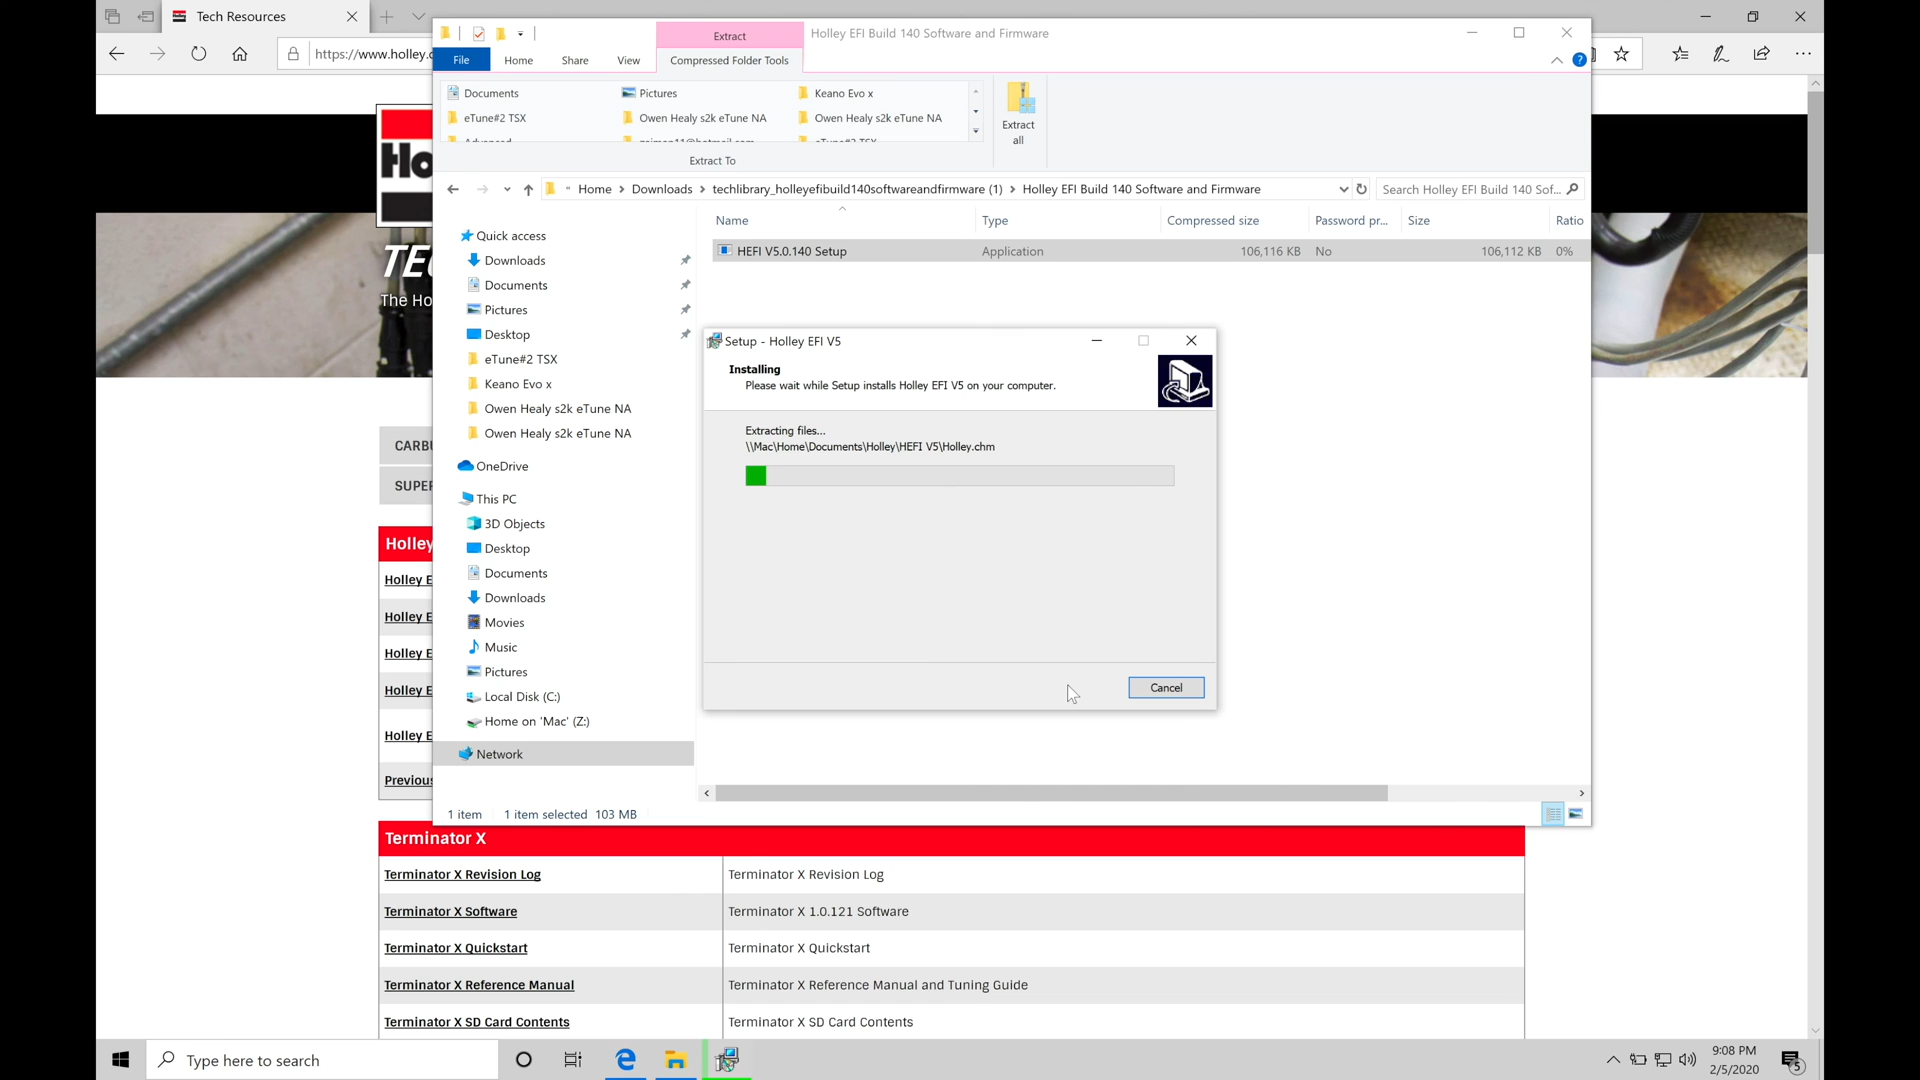 Tech Resources
https://www.holley.c
Extract
Holley EFI Build 140 Software and Firmware
File
Home
Share
View
Compressed Folder Tools
Documents
Pictures
Keano Evo x
eTune#2 TSX
Owen Healy s2k eTune NA
Owen Healy s2k eTune NA
Extract
all
Extract To
Home
Downloads
techlibrary_holleyefibuild140softwareandfirmware (1)
Holley EFI Build 140 Software and Firmware
Search Holley EFI Build 140 Sof...
Name
Type
Compressed size
Password pr...
Size
Ratio
HEFI V5.0.140 Setup
Application
106,116 KB
No
106,112 KB
0%
Quick access
Downloads
Documents
Pictures
Desktop
eTune#2 TSX
Keano Evo x
Owen Healy s2k eTune NA
Owen Healy s2k eTune NA
OneDrive
This PC
3D Objects
Desktop
Documents
Downloads
Movies
Music
Pictures
Local Disk (C:)
Home on 'Mac' (Z:)
Network
1 item
1 item selected 103 MB
Setup - Holley EFI V5
Installing
Please wait while Setup installs Holley EFI V5 on your computer.
Extracting files...
\\Mac\Home\Documents\Holley\HEFI V5\Holley.chm
Cancel
Ho
TE
The Ho
CARBU
SUPER
Holley
Holley E
Holley E
Holley E
Holley E
Holley E
Previous
Terminator X
Terminator X Revision Log
Terminator X Revision Log
Terminator X Software
Terminator X 1.0.121 Software
Terminator X Quickstart
Terminator X Quickstart
Terminator X Reference Manual
Terminator X Reference Manual and Tuning Guide
Terminator X SD Card Contents
Terminator X SD Card Contents
Type here to search
9:08 PM
2/5/2020
5